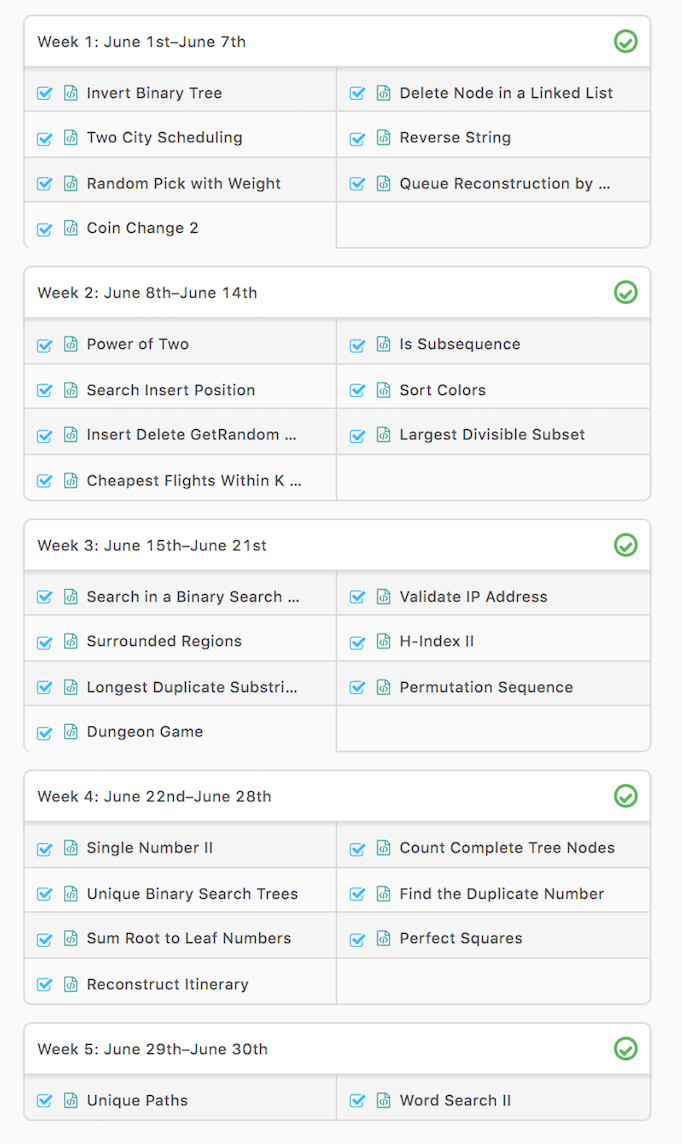 Week 1: June 1st–June 7th
Invert Binary Tree
Delete Node in a Linked List
Two City Scheduling
Reverse String
Random Pick with Weight
Queue Reconstruction by ...
Coin Change 2
Week 2: June 8th–June 14th
Power of Two
Is Subsequence
Search Insert Position
Sort Colors
Insert Delete GetRandom ...
Largest Divisible Subset
Cheapest Flights Within K ...
Week 3: June 15th–June 21st
Search in a Binary Search ...
Validate IP Address
Surrounded Regions
H-Index II
Longest Duplicate Substri...
Permutation Sequence
Dungeon Game
Week 4: June 22nd–June 28th
Single Number II
Count Complete Tree Nodes
Unique Binary Search Trees
Find the Duplicate Number
Sum Root to Leaf Numbers
Perfect Squares
Reconstruct Itinerary
Week 5: June 29th–June 30th
Unique Paths
Word Search II